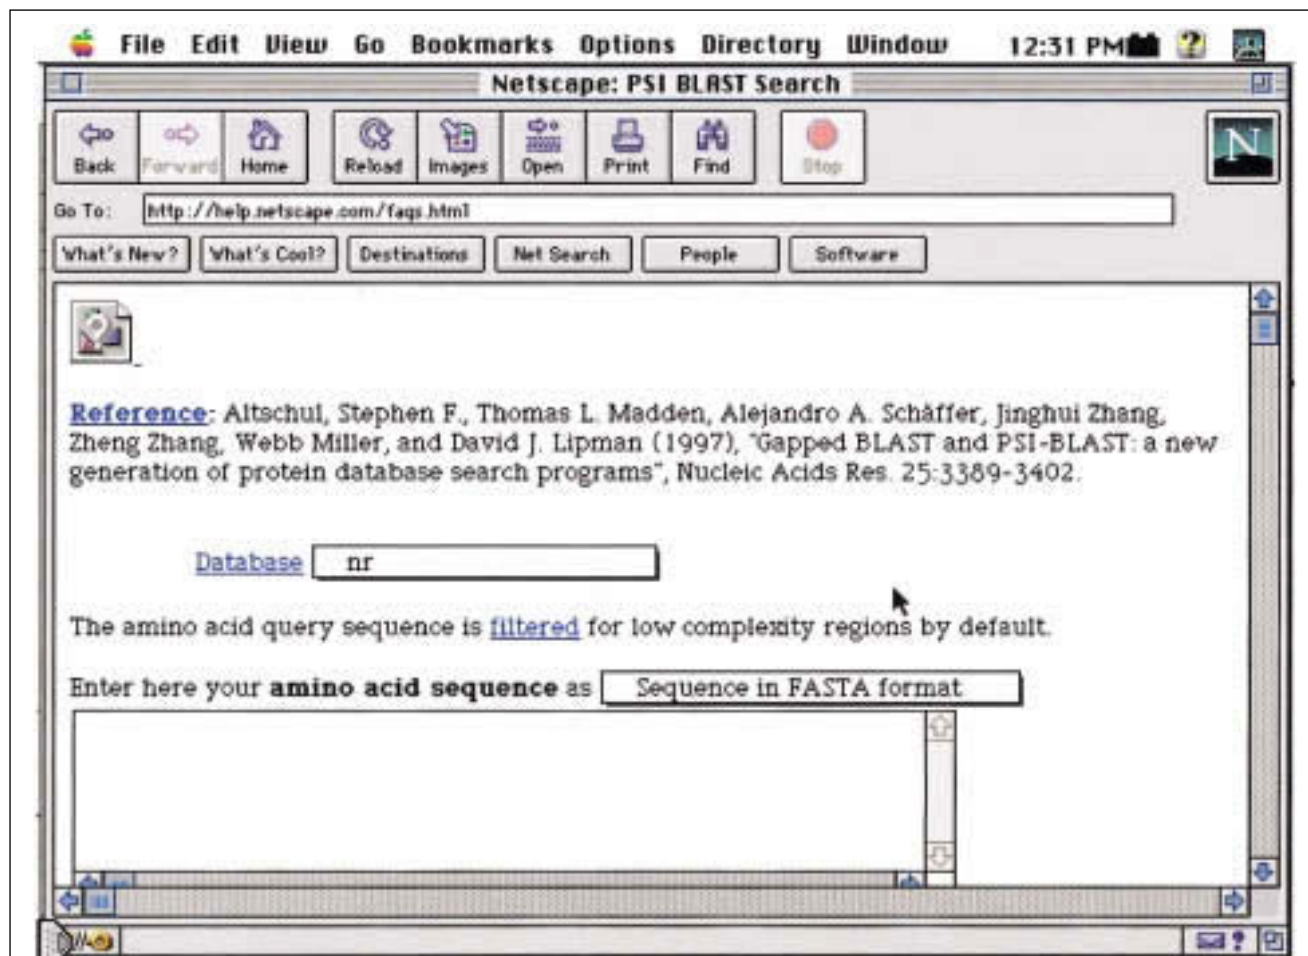 File Edit View Go Bookmarks Options Directory Window 12:31 PM
Netscape: PSI BLAST Search
Back Forward Home Reload Images Open Print Find Stop
N
Go To: http://help.netscape.com/faqs.html
What's New? What's Cool? Destinations Net Search People Software
Reference: Altschul, Stephen F., Thomas L. Madden, Alejandro A. Schäffer, Jinghui Zhang,
Zheng Zhang, Webb Miller, and David J. Lipman (1997), "Gapped BLAST and PSI-BLAST: a new
generation of protein database search programs", Nucleic Acids Res. 25:3389-3402.
Database nr
The amino acid query sequence is filtered for low complexity regions by default.
Enter here your amino acid sequence as Sequence in FASTA format